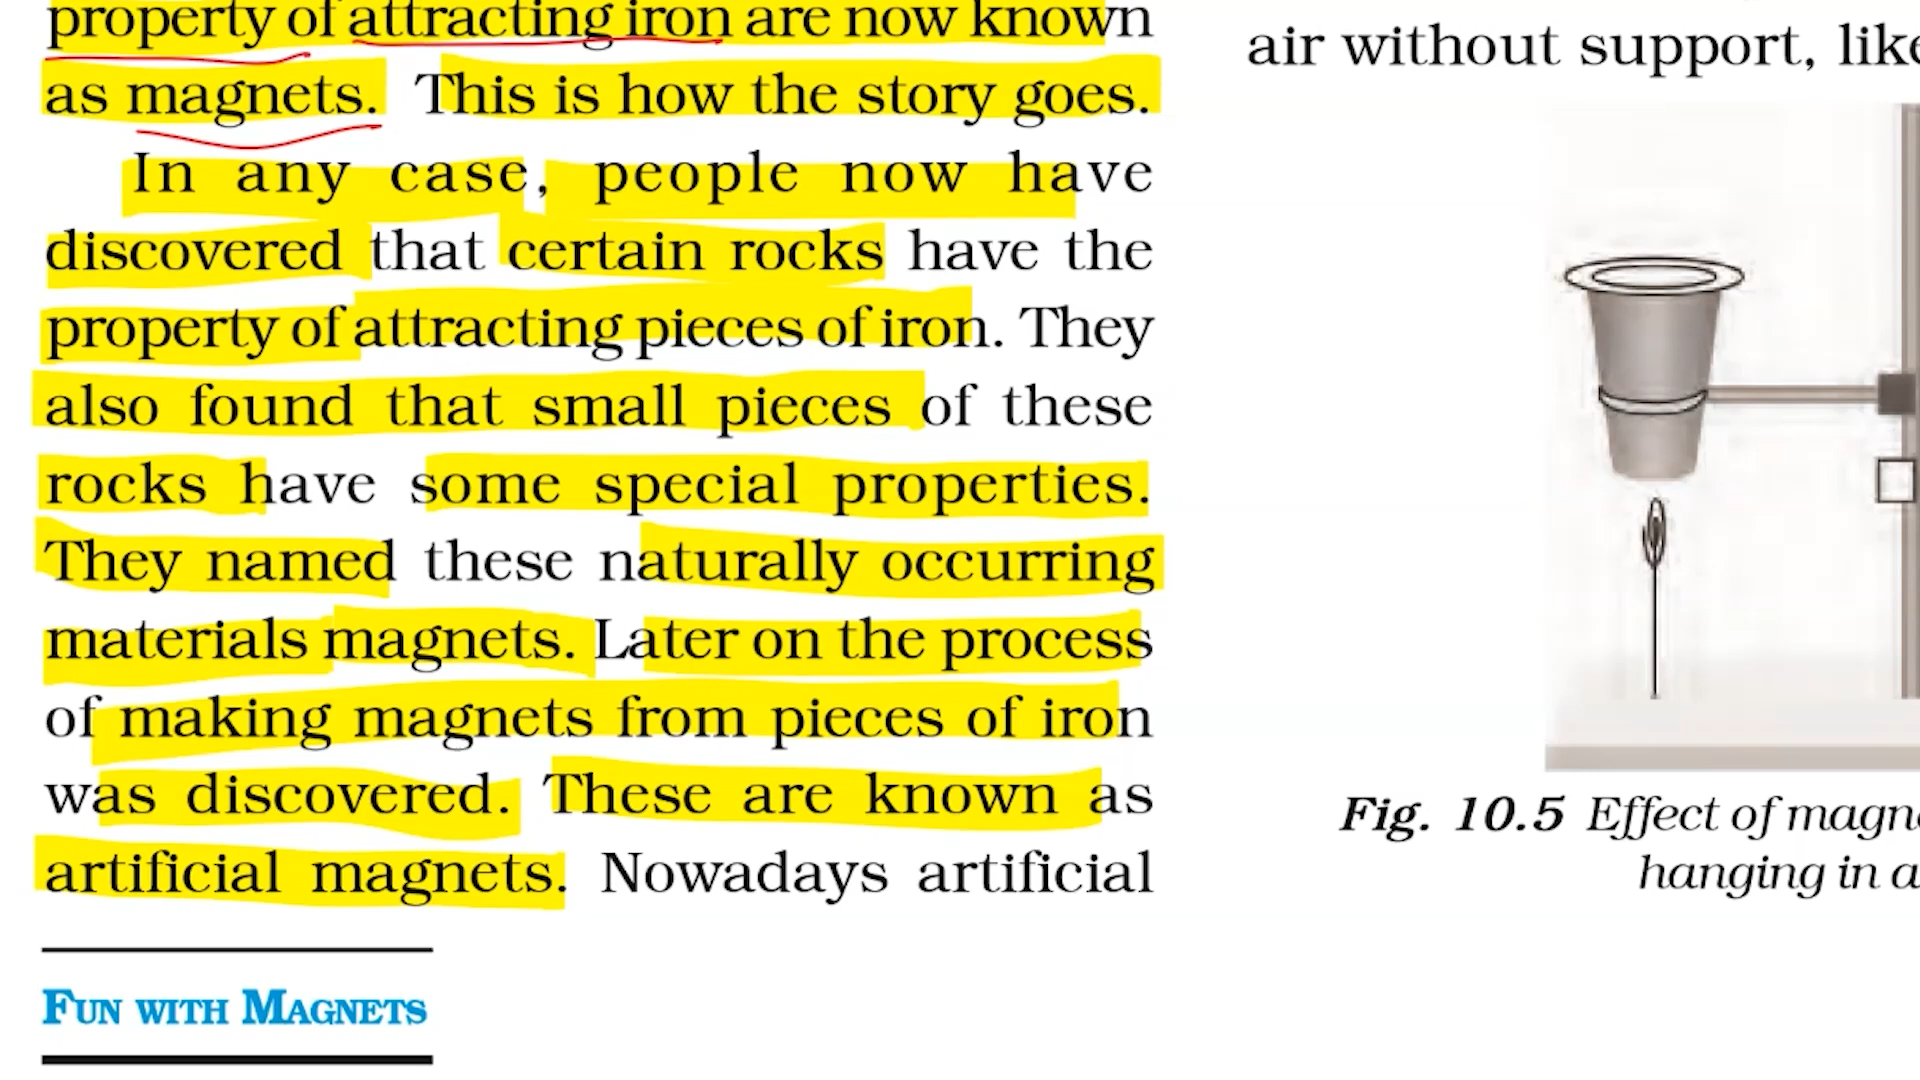 property of attracting iron are now known
as magnets. This is how the story goes.
In any case, people now have
discovered that certain rocks have the
property of attracting pieces of iron. They
also found that small pieces of these
rocks have some special properties.
They named these naturally occurring
materials magnets. Later on the process
of making magnets from pieces of iron
was discovered. These are known as
artificial magnets. Nowadays artificial
FUN WITH MAGNETS
air without support, like
Fig. 10.5 Effect of magn
hanging in a